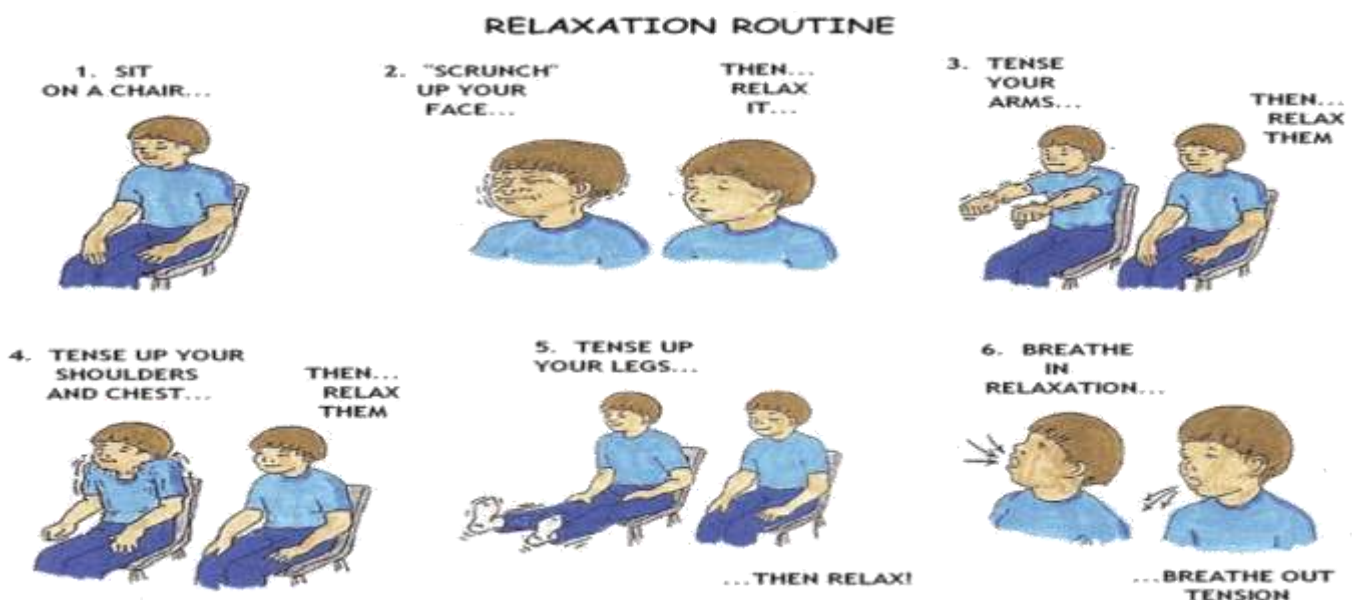 RELAXATION ROUTINE
1. SIT
ON A CHAIR...
2. "SCRUNCH"
UP YOUR
FACE...
THEN...
RELAX
IT...
3. TENSE
YOUR
ARMS...
THEN...
RELAX
THEM
4. TENSE UP YOUR
SHOULDERS
AND CHEST...
THEN...
RELAX
THEM
5. TENSE UP
YOUR LEGS...
...THEN RELAX!
6. BREATHE
IN
RELAXATION...
...BREATHE OUT
TENSION